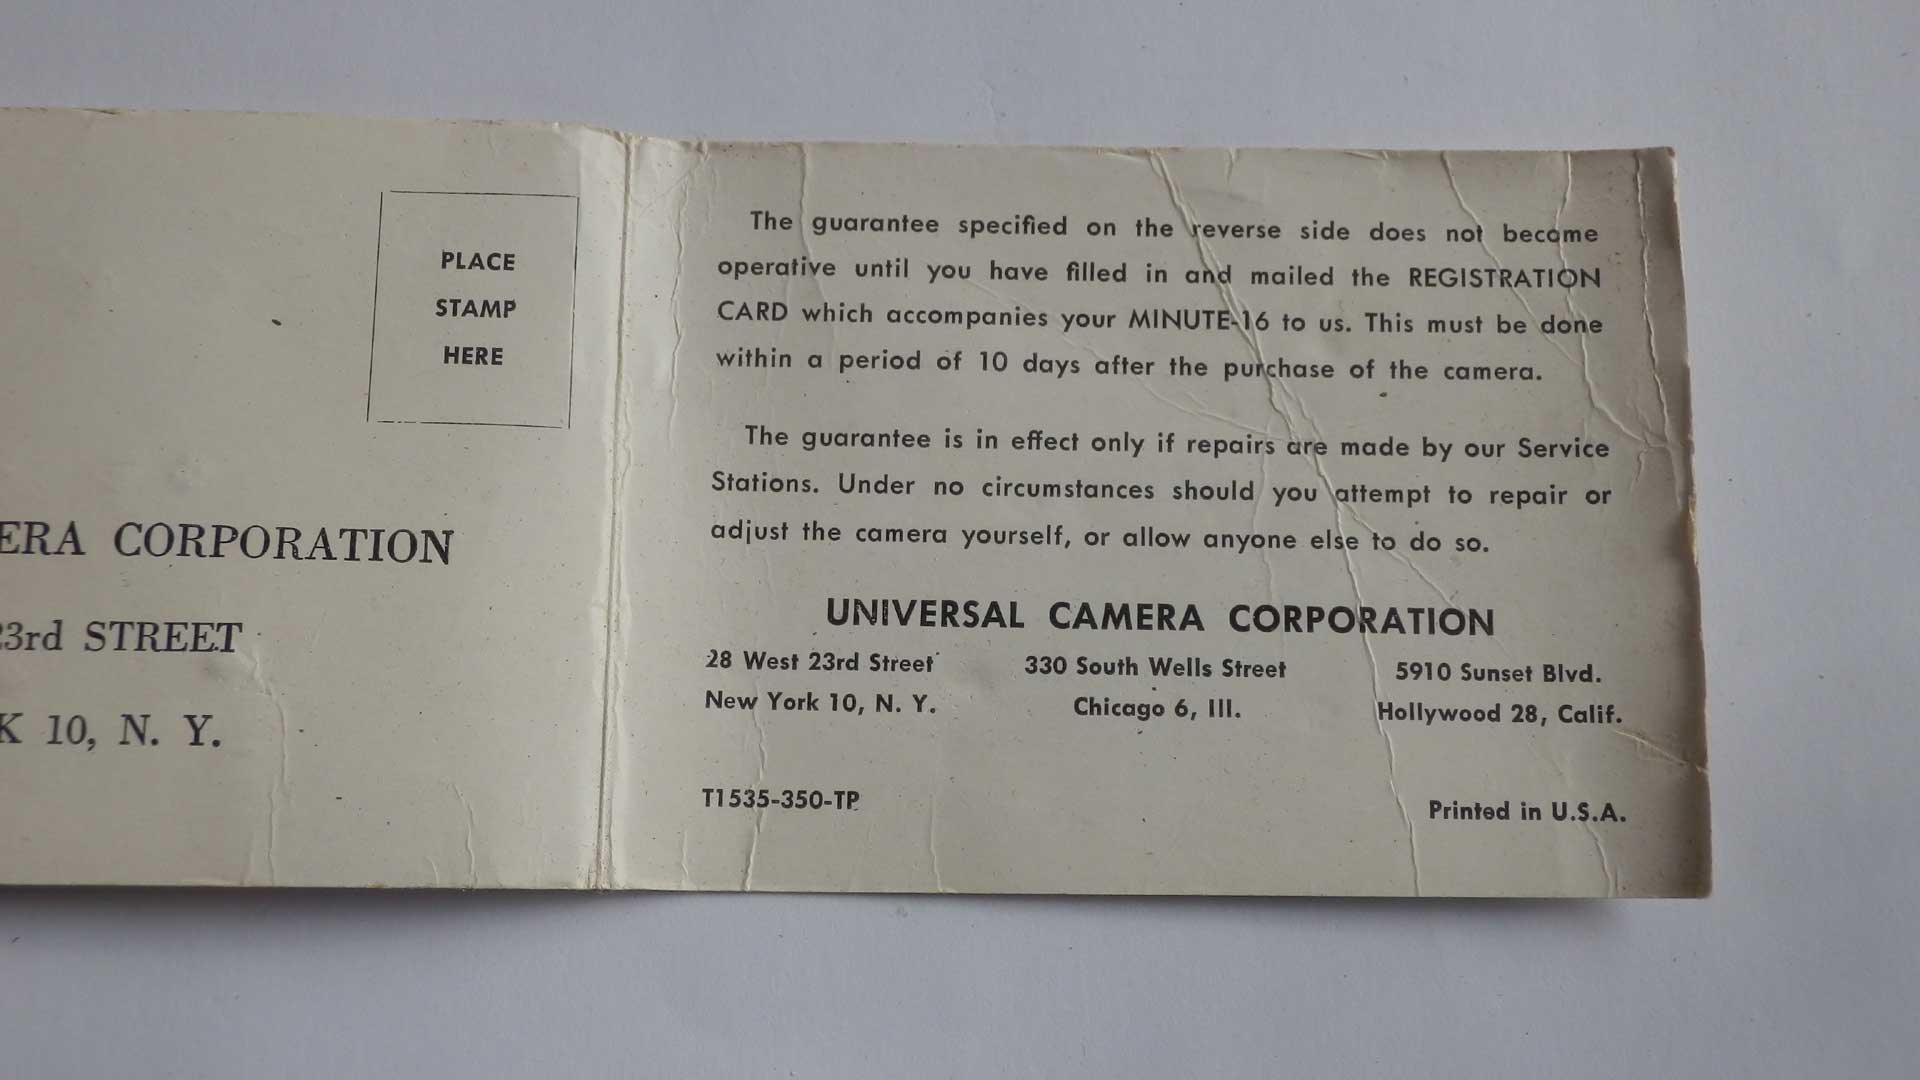 PLACE
STAMP
HERE
ERA CORPORATION
23rd STREET
K 10, N. Y.
The guarantee specified on the reverse side does not become
operative until you have filled in and mailed the REGISTRATION
CARD which accompanies your MINUTE-16 to us. This must be done
within a period of 10 days after the purchase of the camera.
The guarantee is in effect only if repairs are made by our Service
Stations. Under no circumstances should you attempt to repair or
adjust the camera yourself, or allow anyone else to do so.
UNIVERSAL CAMERA CORPORATION
28 West 23rd Street 330 South Wells Street 5910 Sunset Blvd.
New York 10, N. Y. Chicago 6, Ill. Hollywood 28, Calif.
T1535-350-TP Printed in U.S.A.